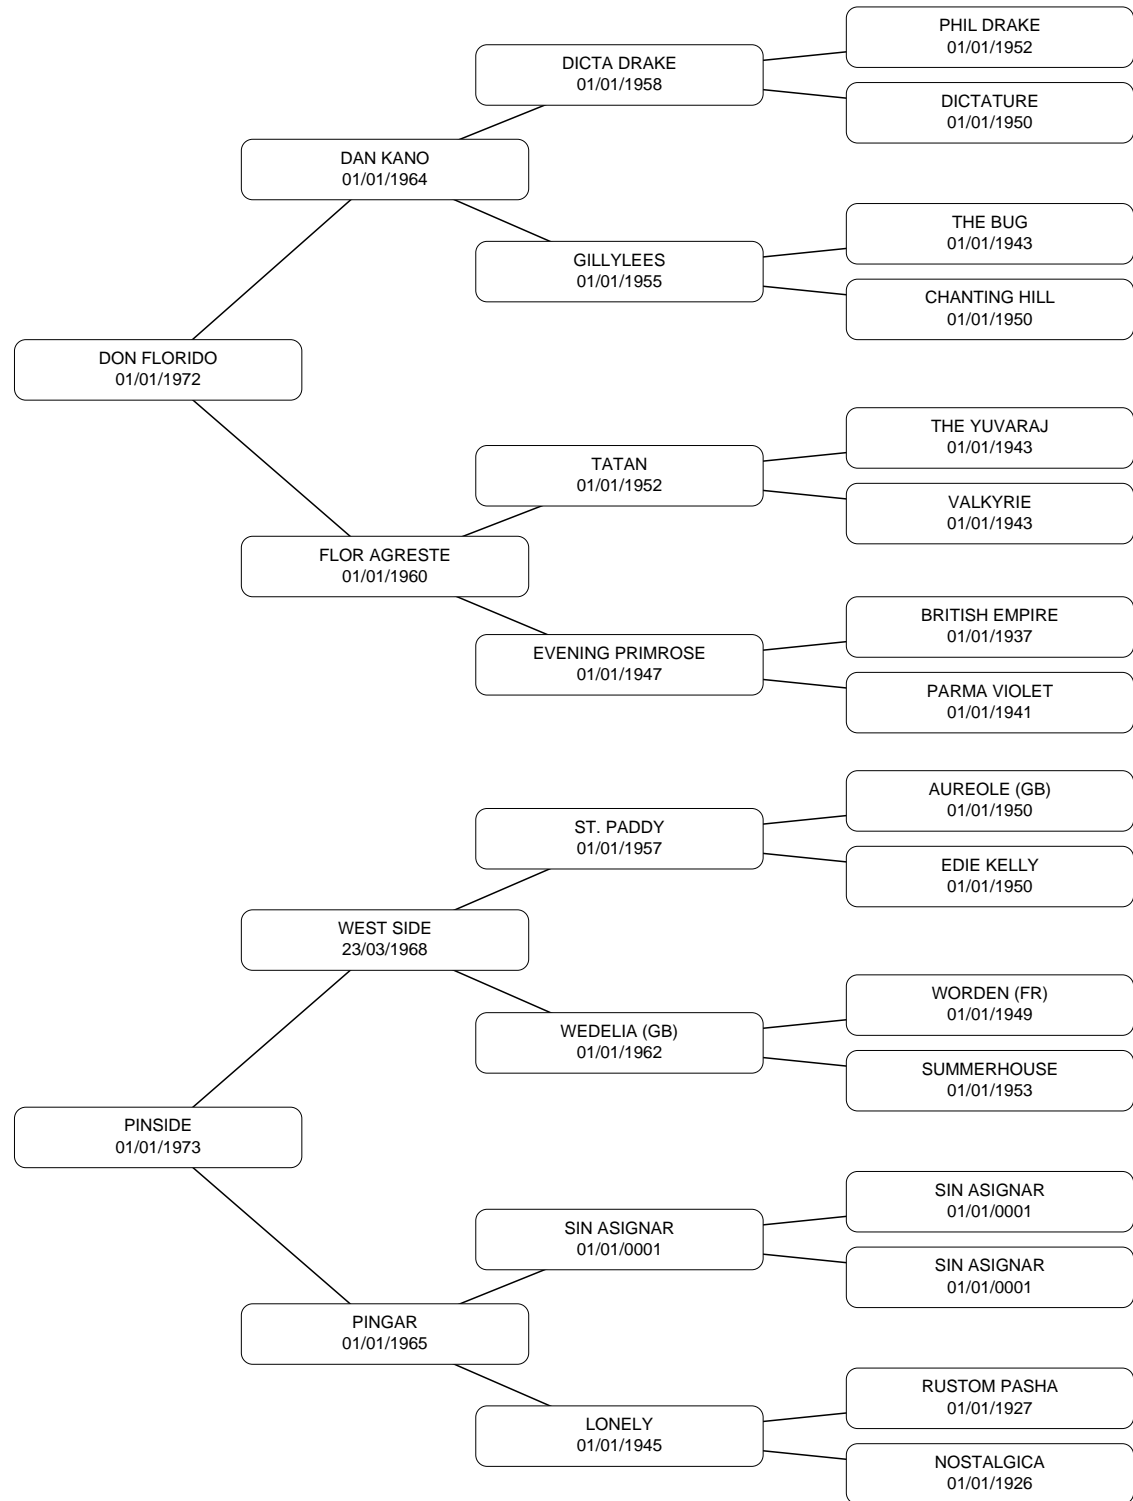 PHIL DRAKE
01/01/1952
DICTA DRAKE
01/01/1958
DICTATURE
01/01/1950
DAN KANO
01/01/1964
THE BUG
01/01/1943
GILLYLEES
01/01/1955
CHANTING HILL
01/01/1950
DON FLORIDO
01/01/1972
THE YUVARAJ
01/01/1943
TATAN
01/01/1952
VALKYRIE
01/01/1943
FLOR AGRESTE
01/01/1960
BRITISH EMPIRE
01/01/1937
EVENING PRIMROSE
01/01/1947
PARMA VIOLET
01/01/1941
AUREOLE (GB)
01/01/1950
ST. PADDY
01/01/1957
EDIE KELLY
01/01/1950
WEST SIDE
23/03/1968
WORDEN (FR)
01/01/1949
WEDELIA (GB)
01/01/1962
SUMMERHOUSE
01/01/1953
PINSIDE
01/01/1973
SIN ASIGNAR
01/01/0001
SIN ASIGNAR
01/01/0001
SIN ASIGNAR
01/01/0001
PINGAR
01/01/1965
RUSTOM PASHA
01/01/1927
LONELY
01/01/1945
NOSTALGICA
01/01/1926